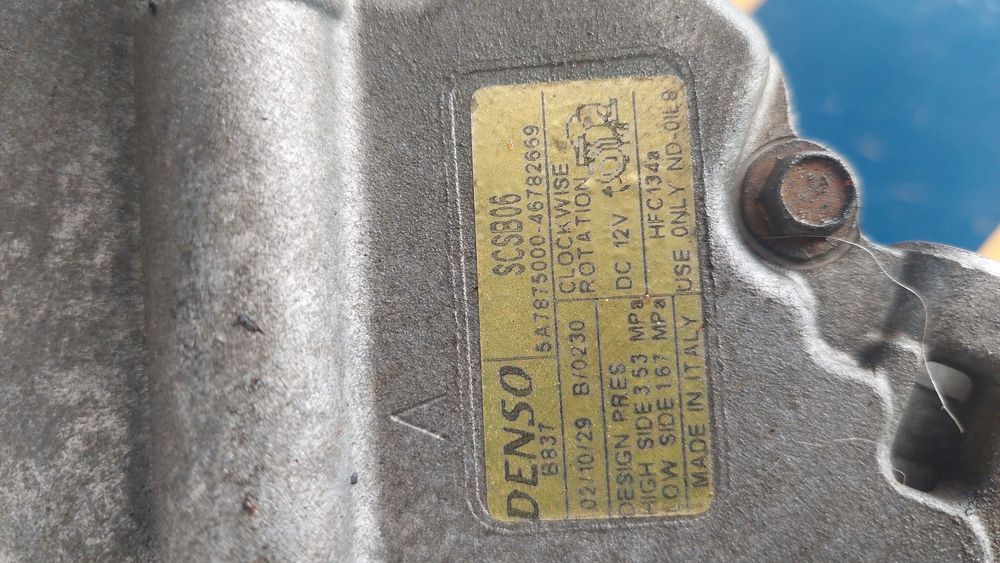 DENSO SCSB06
B837 5A7875000-46782669
02/10/29 B/0230 CLOCKWISE
ROTATION
DESIGN PRES DC 12V
HIGH SIDE 3 53 MPa HFC134a
LOW SIDE 1 67 MPa
MADE IN ITALY USE ONLY ND-OIL8